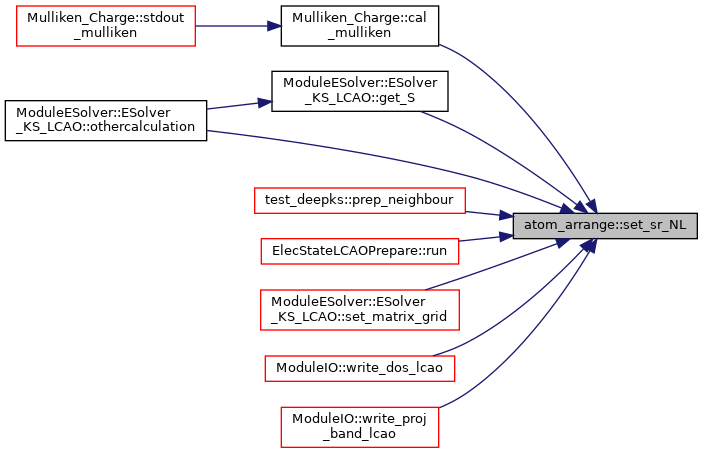 Mulliken_Charge::stdout
_mulliken
Mulliken_Charge::cal
_mulliken
ModuleESolver::ESolver
_KS_LCAO::get_S
ModuleESolver::ESolver
_KS_LCAO::othercalculation
test_deepks::prep_neighbour
atom_arrange::set_sr_NL
ElecStateLCAOPrepare::run
ModuleESolver::ESolver
_KS_LCAO::set_matrix_grid
ModuleIO::write_dos_lcao
ModuleIO::write_proj
_band_lcao